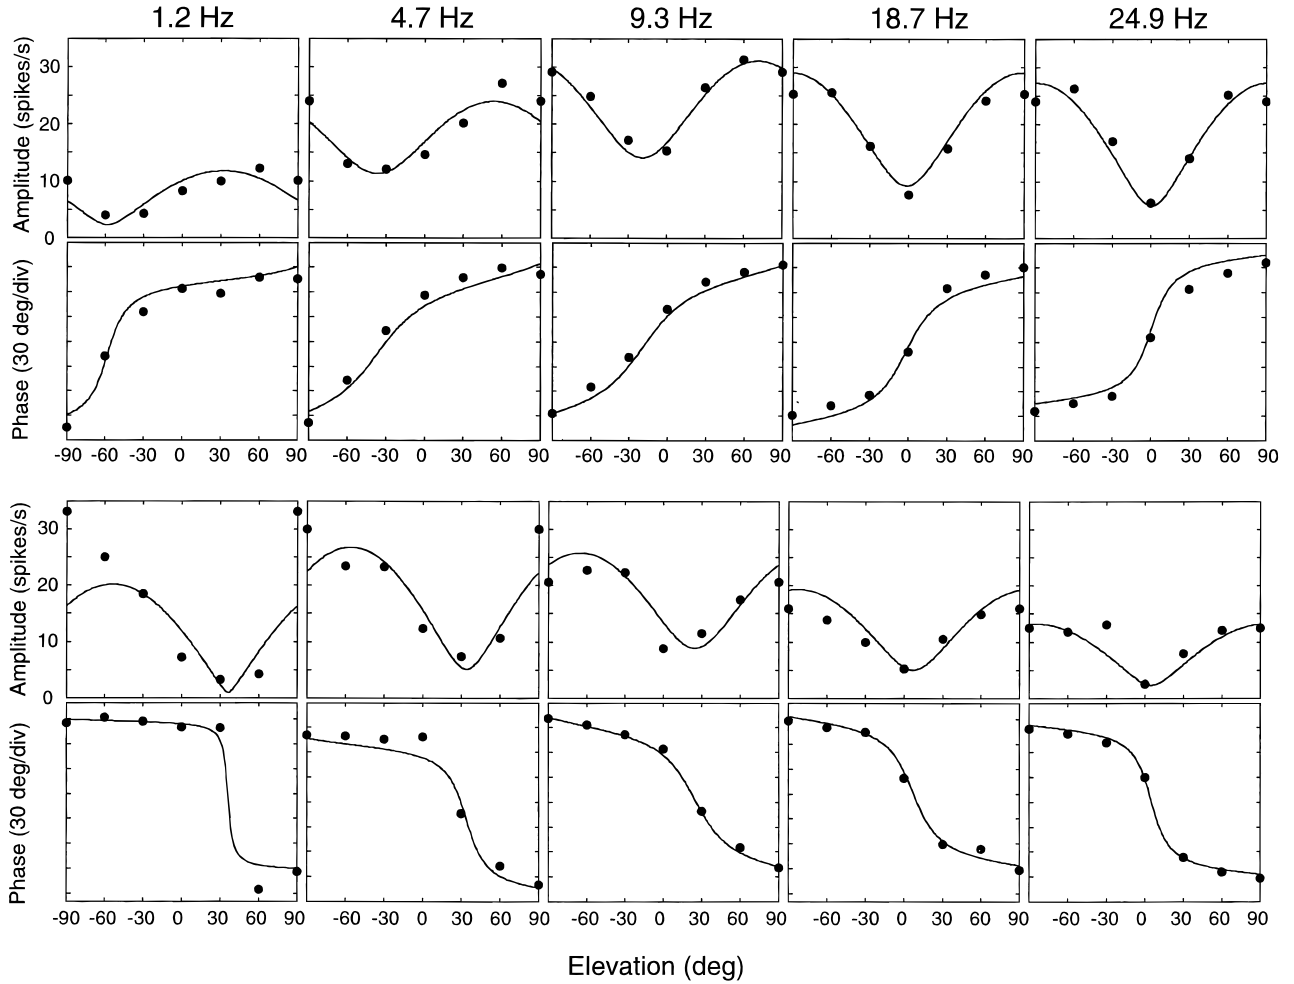 1.2 Hz 4.7 Hz 9.3 Hz 18.7 Hz 24.9 Hz
Amplitude (spikes/s)
30
20
10
0
Phase (30 deg/div)
-90 -60 -30 0 30 60 90 -60 -30 0 30 60 90 -60 -30 0 30 60 90 -60 -30 0 30 60 90 -60 -30 0 30 60 90
Amplitude (spikes/s)
30
20
10
0
Phase (30 deg/div)
-90 -60 -30 0 30 60 90 -60 -30 0 30 60 90 -60 -30 0 30 60 90 -60 -30 0 30 60 90 -60 -30 0 30 60 90
Elevation (deg)